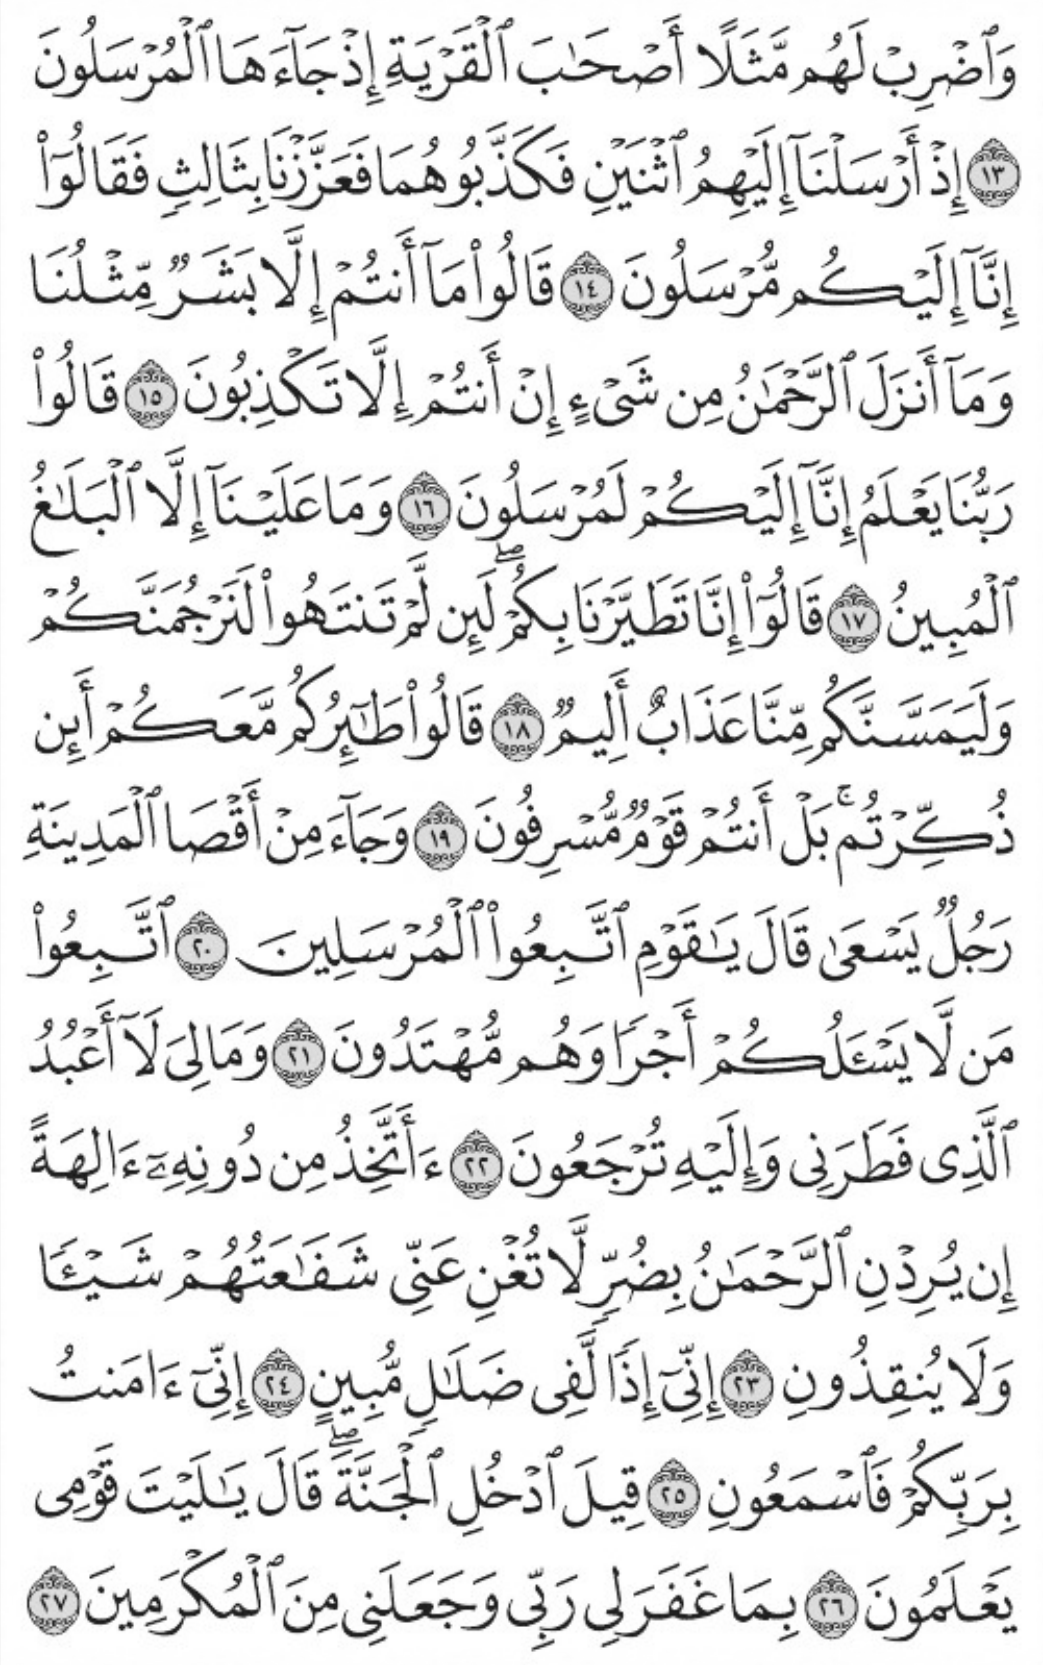 وَٱضْرِبْ لَهُم مَّثَلًا أَصْحَٰبَ ٱلْقَرْيَةِ إِذْ جَآءَهَا ٱلْمُرْسَلُونَ
١٣ إِذْ أَرْسَلْنَآ إِلَيْهِمُ ٱثْنَيْنِ فَكَذَّبُوهُمَا فَعَزَّزْنَا بِثَالِثٍ فَقَالُوٓا۟
إِنَّآ إِلَيْكُم مُّرْسَلُونَ ١٤ قَالُوا۟ مَآ أَنتُمْ إِلَّا بَشَرٌ مِّثْلُنَا
وَمَآ أَنزَلَ ٱلرَّحْمَٰنُ مِن شَىْءٍ إِنْ أَنتُمْ إِلَّا تَكْذِبُونَ ١٥ قَالُوا۟
رَبُّنَا يَعْلَمُ إِنَّآ إِلَيْكُمْ لَمُرْسَلُونَ ١٦ وَمَا عَلَيْنَآ إِلَّا ٱلْبَلَٰغُ
ٱلْمُبِينُ ١٧ قَالُوٓا۟ إِنَّا تَطَيَّرْنَا بِكُمْ ۖ لَئِن لَّمْ تَنتَهُوا۟ لَنَرْجُمَنَّكُمْ
وَلَيَمَسَّنَّكُم مِّنَّا عَذَابٌ أَلِيمٌ ١٨ قَالُوا۟ طَٰٓئِرُكُم مَّعَكُمْ أَئِن
ذُكِّرْتُم ۚ بَلْ أَنتُمْ قَوْمٌ مُّسْرِفُونَ ١٩ وَجَآءَ مِنْ أَقْصَا ٱلْمَدِينَةِ
رَجُلٌ يَسْعَىٰ قَالَ يَٰقَوْمِ ٱتَّبِعُوا۟ ٱلْمُرْسَلِينَ ٢٠ ٱتَّبِعُوا۟
مَن لَّا يَسْـَٔلُكُمْ أَجْرًا وَهُم مُّهْتَدُونَ ٢١ وَمَا لِىَ لَآ أَعْبُدُ
ٱلَّذِى فَطَرَنِى وَإِلَيْهِ تُرْجَعُونَ ٢٢ ءَأَتَّخِذُ مِن دُونِهِۦٓ ءَالِهَةً
إِن يُرِدْنِ ٱلرَّحْمَٰنُ بِضُرٍّ لَّا تُغْنِ عَنِّى شَفَٰعَتُهُمْ شَيْـًٔا
وَلَا يُنقِذُونِ ٢٣ إِنِّىٓ إِذًا لَّفِى ضَلَٰلٍ مُّبِينٍ ٢٤ إِنِّىٓ ءَامَنتُ
بِرَبِّكُمْ فَٱسْمَعُونِ ٢٥ قِيلَ ٱدْخُلِ ٱلْجَنَّةَ ۖ قَالَ يَٰلَيْتَ قَوْمِى
يَعْلَمُونَ ٢٦ بِمَا غَفَرَ لِى رَبِّى وَجَعَلَنِى مِنَ ٱلْمُكْرَمِينَ ٢٧